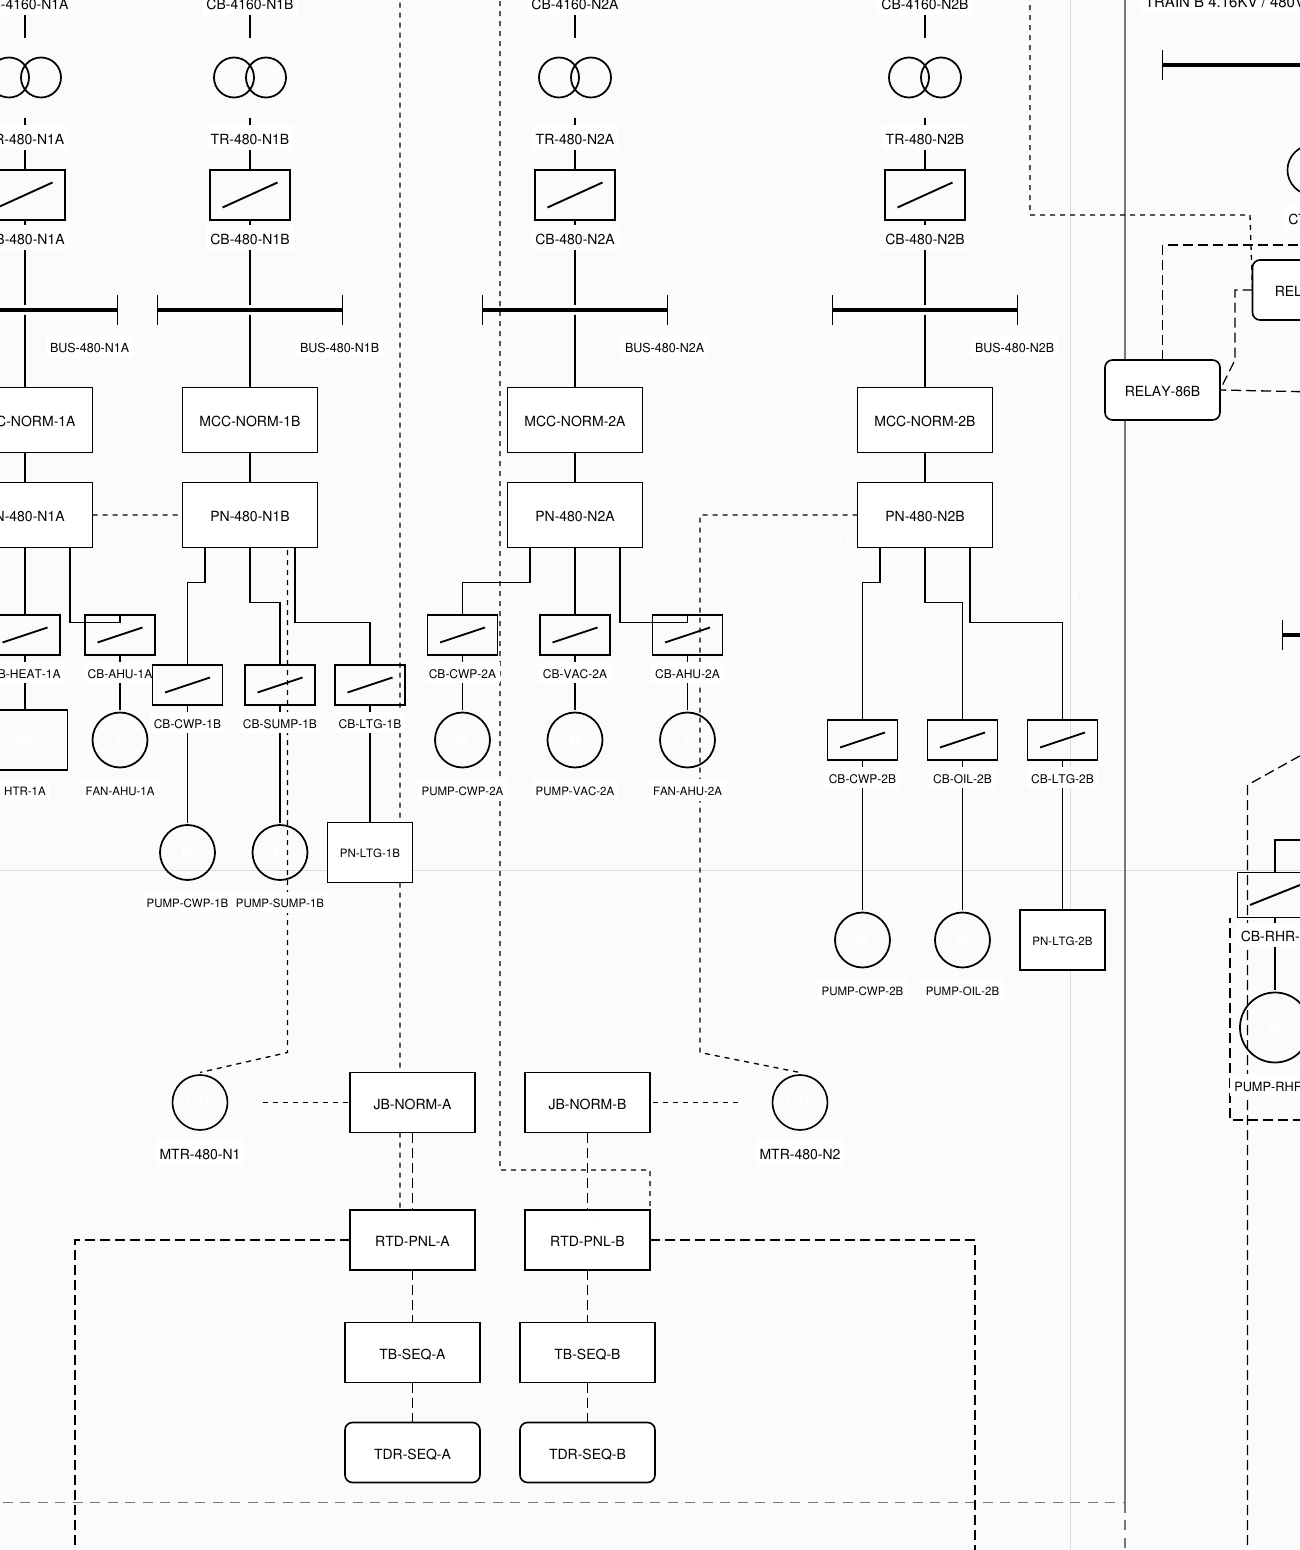 CB-4160-N1B
CB-4160-N2A
CB-4160-N2B
TR-480-N1B
TR-480-N2A
TR-480-N2B
CB-480-N1B
CB-480-N2A
CB-480-N2B
BUS-480-N1A
BUS-480-N1B
BUS-480-N2A
BUS-480-N2B
RELAY-86B
MCC-NORM-1B
MCC-NORM-2A
MCC-NORM-2B
PN-480-N1B
PN-480-N2A
PN-480-N2B
CB-AHU-1A
CB-CWP-2A
CB-VAC-2A
CB-AHU-2A
CB-CWP-1B
CB-SUMP-1B
CB-LTG-1B
CB-CWP-2B
CB-OIL-2B
CB-LTG-2B
HTR-1A
FAN-AHU-1A
PUMP-CWP-2A
PUMP-VAC-2A
FAN-AHU-2A
PN-LTG-1B
PUMP-CWP-1B
PUMP-SUMP-1B
PN-LTG-2B
PUMP-CWP-2B
PUMP-OIL-2B
JB-NORM-A
JB-NORM-B
MTR-480-N1
MTR-480-N2
RTD-PNL-A
RTD-PNL-B
TB-SEQ-A
TB-SEQ-B
TDR-SEQ-A
TDR-SEQ-B